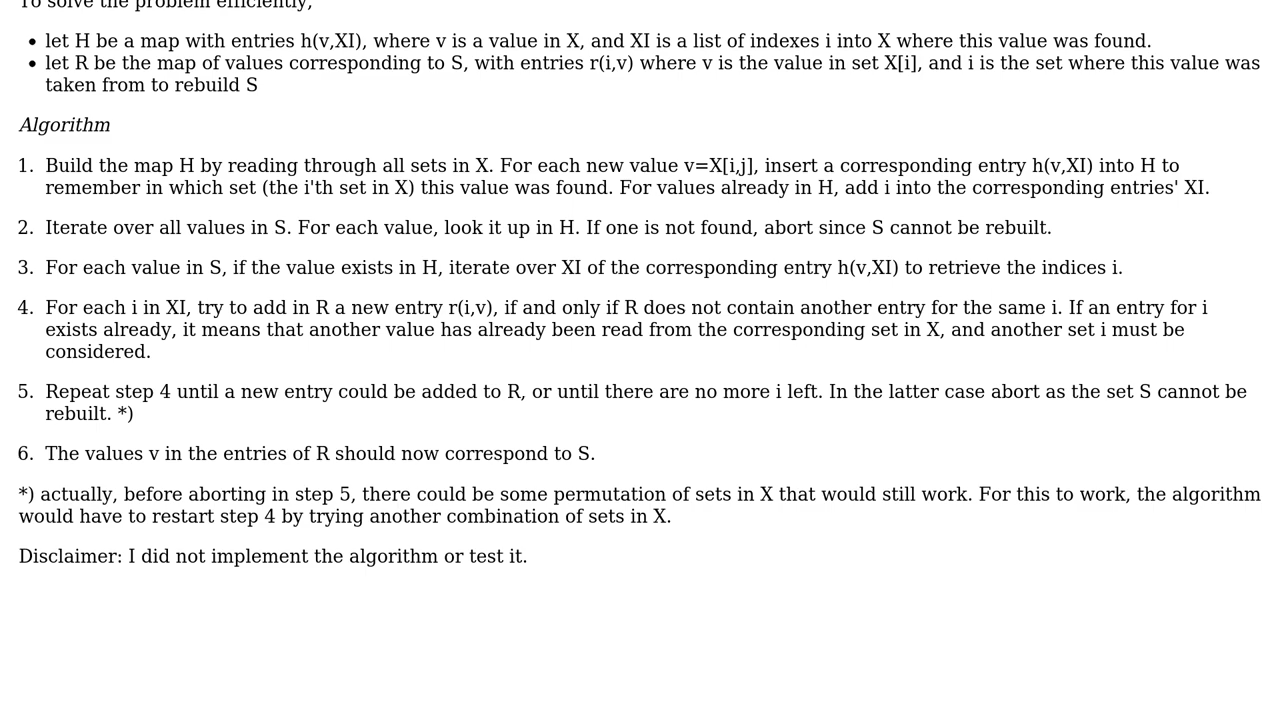 To solve the problem efficiently,
• let H be a map with entries h(v,XI), where v is a value in X, and XI is a list of indexes i into X where this value was found.
• let R be the map of values corresponding to S, with entries r(i,v) where v is the value in set X[i], and i is the set where this value was
taken from to rebuild S
Algorithm
1. Build the map H by reading through all sets in X. For each new value v=X[i,j], insert a corresponding entry h(v,XI) into H to
remember in which set (the i'th set in X) this value was found. For values already in H, add i into the corresponding entries' XI.
2. Iterate over all values in S. For each value, look it up in H. If one is not found, abort since S cannot be rebuilt.
3. For each value in S, if the value exists in H, iterate over XI of the corresponding entry h(v,XI) to retrieve the indices i.
4. For each i in XI, try to add in R a new entry r(i,v), if and only if R does not contain another entry for the same i. If an entry for i
exists already, it means that another value has already been read from the corresponding set in X, and another set i must be
considered.
5. Repeat step 4 until a new entry could be added to R, or until there are no more i left. In the latter case abort as the set S cannot be
rebuilt. *)
6. The values v in the entries of R should now correspond to S.
*) actually, before aborting in step 5, there could be some permutation of sets in X that would still work. For this to work, the algorithm
would have to restart step 4 by trying another combination of sets in X.
Disclaimer: I did not implement the algorithm or test it.